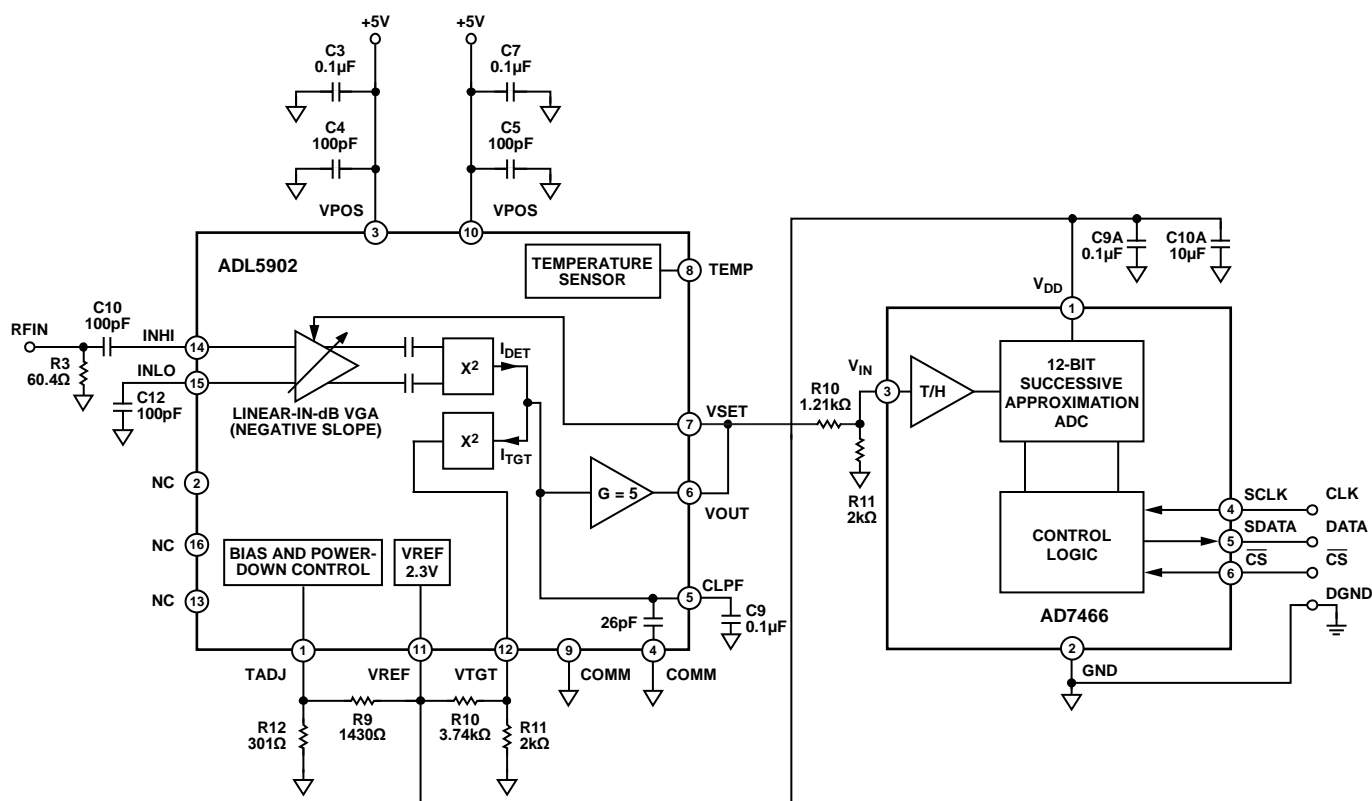 +5V
+5V
C3
0.1µF
C7
0.1µF
C4
100pF
C5
100pF
VPOS
VPOS
3
10
ADL5902
TEMPERATURE
SENSOR
8
TEMP
C9A
0.1µF
C10A
10µF
VDD
1
RFIN
C10
100pF
INHI
14
R3
60.4Ω
INLO
15
C12
100pF
LINEAR-IN-dB VGA
(NEGATIVE SLOPE)
X²
IDET
X²
ITGT
7
VSET
G = 5
6
VOUT
R10
1.21kΩ
R11
2kΩ
VIN
3
T/H
12-BIT
SUCCESSIVE
APPROXIMATION
ADC
CONTROL
LOGIC
4
SCLK
CLK
5
SDATA
DATA
6
CS
CS
DGND
AD7466
2
GND
NC
2
NC
16
NC
13
BIAS AND POWER-
DOWN CONTROL
VREF
2.3V
5
CLPF
26pF
C9
0.1µF
1
11
12
9
4
TADJ
VREF
VTGT
COMM
COMM
R12
301Ω
R9
1430Ω
R10
3.74kΩ
R11
2kΩ